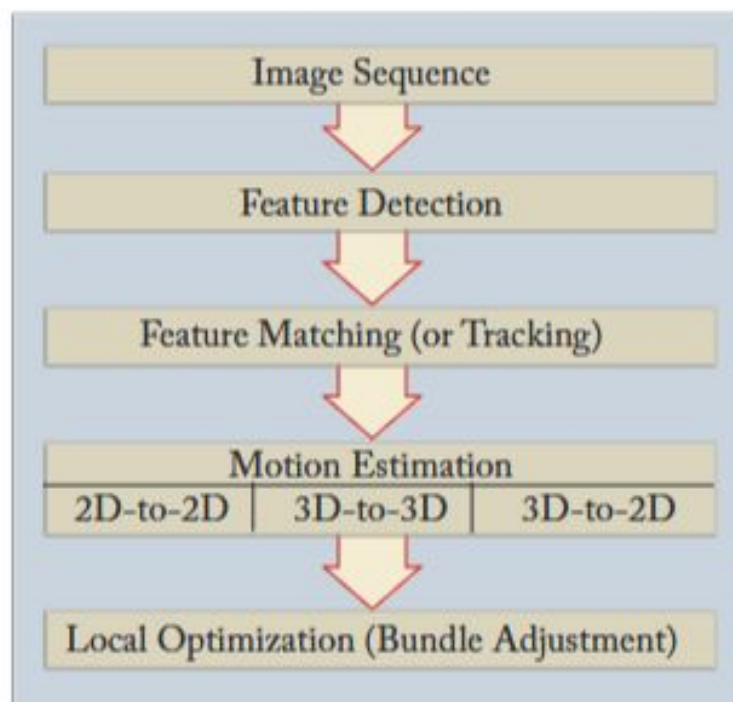 Image Sequence
Feature Detection
Feature Matching (or Tracking)
Motion Estimation
2D-to-2D 3D-to-3D 3D-to-2D
Local Optimization (Bundle Adjustment)